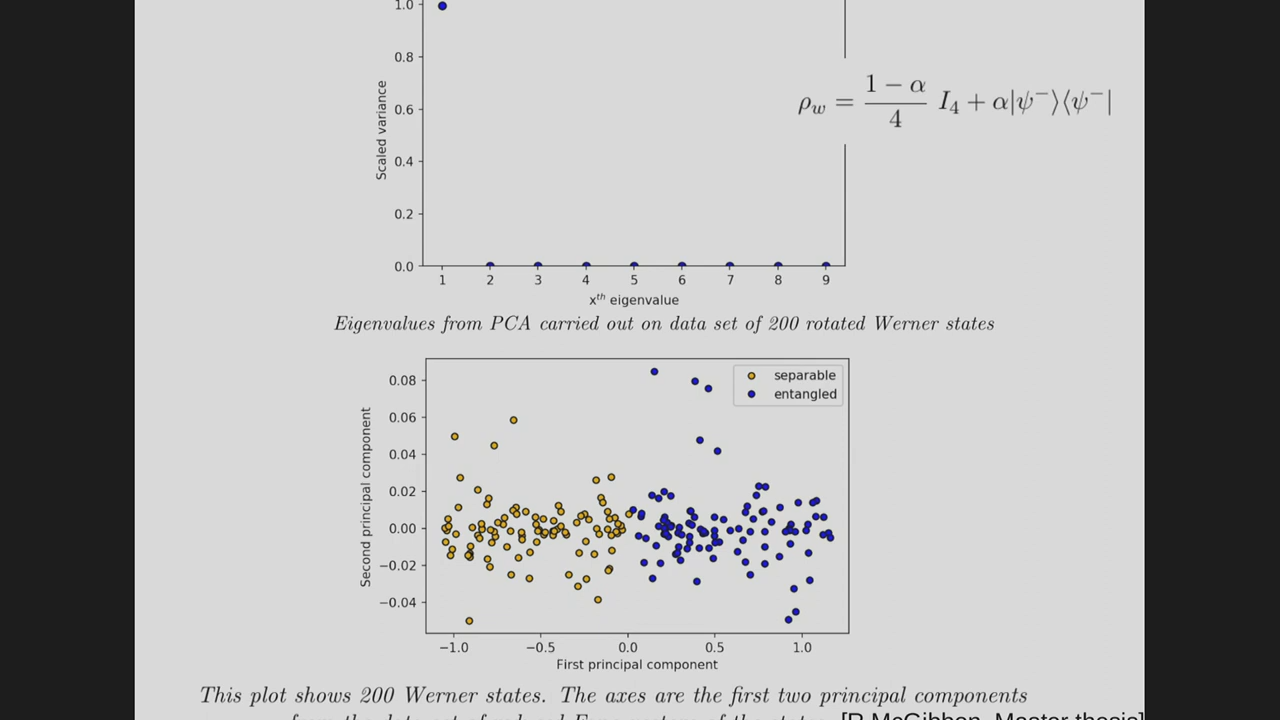 1.0
0.8
0.6
0.4
0.2
0.0
Scaled variance
1 2 3 4 5 6 7 8 9
xᵗʰ eigenvalue
ρ_w = \frac{1 − α}{4} I₄ + α|ψ⁻⟩⟨ψ⁻|
Eigenvalues from PCA carried out on data set of 200 rotated Werner states
0.08
0.06
0.04
0.02
0.00
−0.02
−0.04
Second principal component
separable
entangled
−1.0 −0.5 0.0 0.5 1.0
First principal component
This plot shows 200 Werner states. The axes are the first two principal components